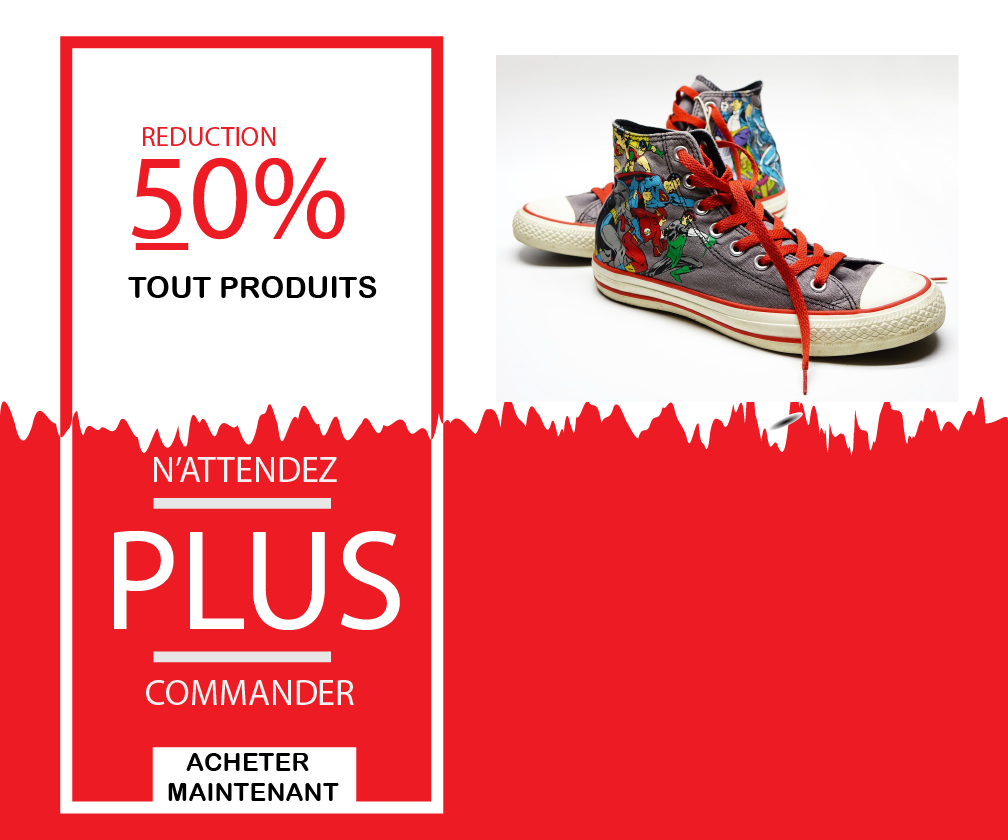 REDUCTION
50%
TOUT PRODUITS
N'ATTENDEZ
PLUS
COMMANDER
ACHETER
MAINTENANT